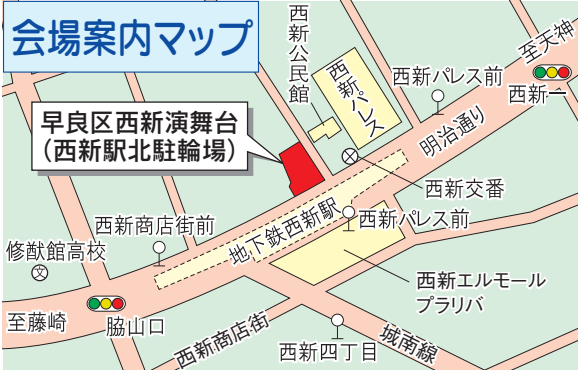 会場案内マップ
西新公民館
西新パレス
西新パレス前
至天神
西新一
明治通り
早良区西新演舞台
(西新駅北駐輪場)
西新交番
西新商店街前
地下鉄西新駅
西新パレス前
修猷館高校
文
西新エルモール
プラリバ
至藤崎
脇山口
西新商店街
西新四丁目
城南線